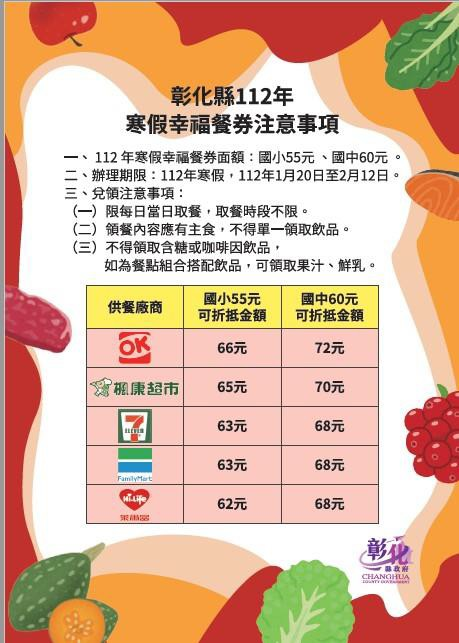 彰化縣112年
寒假幸福餐券注意事項
一、 112 年寒假幸福餐券面額：國小55元 、國中60元 。
二、辦理期限：112年寒假，112年1月20日至2月12日。
三、兌領注意事項：
（一）限每日當日取餐，取餐時段不限。
（二）領餐內容應有主食，不得單一領取飲品。
（三）不得領取含糖或咖啡因飲品，
如為餐點組合搭配飲品，可領取果汁、鮮乳。
供餐廠商 國小55元 可折抵金額 國中60元 可折抵金額
OK 66元 72元
楓康超市 65元 70元
7 ELEVEN 63元 68元
FamilyMart 63元 68元
Hi-Life 萊爾富 62元 68元
彰化
縣政府
CHANGHUA
COUNTY GOVERNMENT